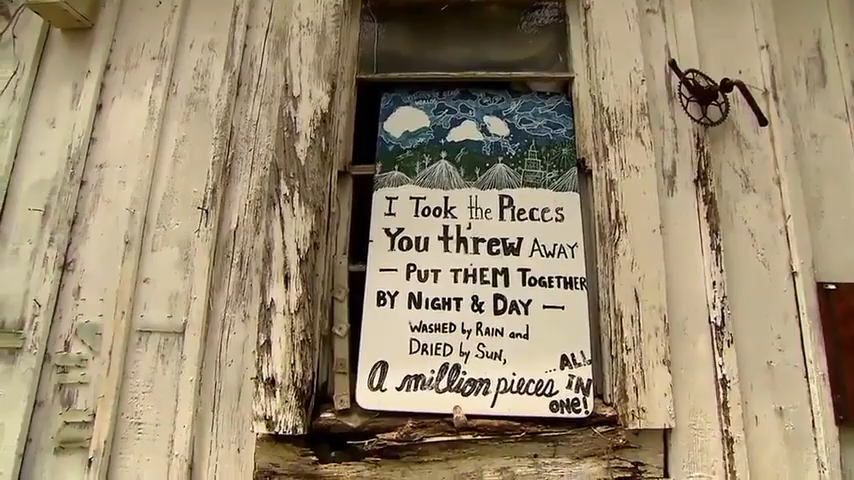 I Took the Pieces
You threw AWAY
— PUT THEM TOGETHER
BY NIGHT & DAY —
WASHED by RAIN and
DRIED by SUN,
a million pieces
...ALL
IN
ONE!